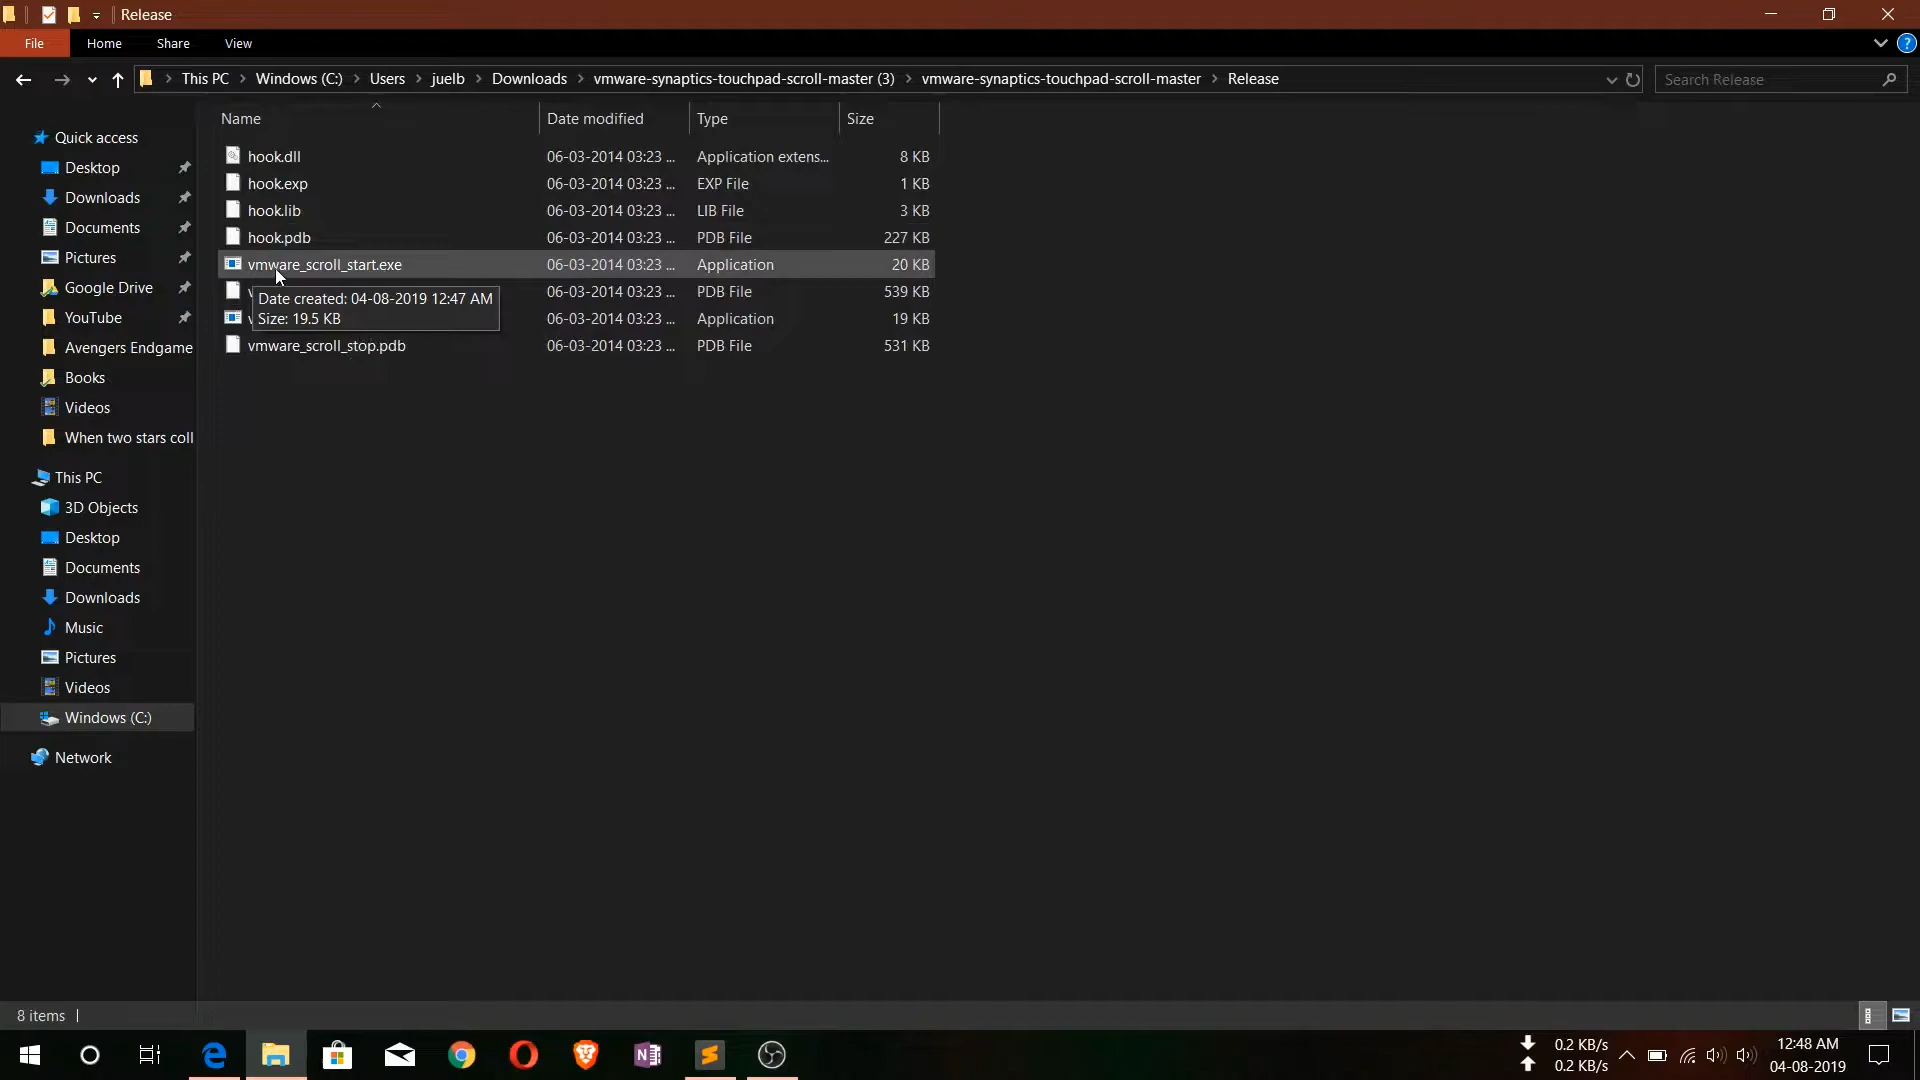 Release
File Home Share View
This PC Windows (C:) Users juelb Downloads vmware-synaptics-touchpad-scroll-master (3) vmware-synaptics-touchpad-scroll-master Release
Search Release
Name Date modified Type Size
hook.dll 06-03-2014 03:23 ... Application extens... 8 KB
hook.exp 06-03-2014 03:23 ... EXP File 1 KB
hook.lib 06-03-2014 03:23 ... LIB File 3 KB
hook.pdb 06-03-2014 03:23 ... PDB File 227 KB
vmware_scroll_start.exe 06-03-2014 03:23 ... Application 20 KB
06-03-2014 03:23 ... PDB File 539 KB
06-03-2014 03:23 ... Application 19 KB
vmware_scroll_stop.pdb 06-03-2014 03:23 ... PDB File 531 KB
Date created: 04-08-2019 12:47 AM
Size: 19.5 KB
Quick access
Desktop
Downloads
Documents
Pictures
Google Drive
YouTube
Avengers Endgame
Books
Videos
When two stars coll
This PC
3D Objects
Desktop
Documents
Downloads
Music
Pictures
Videos
Windows (C:)
Network
8 items
0.2 KB/s
0.2 KB/s
12:48 AM
04-08-2019